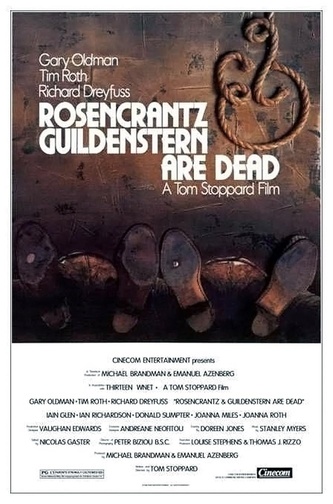 Gary Oldman
Tim Roth
Richard Dreyfuss
ROSENCRANTZ
GUILDENSTERN
ARE DEAD
A Tom Stoppard Film
CINECOM ENTERTAINMENT presents
MICHAEL BRANDMAN & EMANUEL AZENBERG
THIRTEEN WNET • A TOM STOPPARD Film
GARY OLDMAN • TIM ROTH • RICHARD DREYFUSS "ROSENCRANTZ & GUILDENSTERN ARE DEAD"
IAIN GLEN • IAN RICHARDSON • DONALD SUMPTER • JOANNA MILES • JOANNA ROTH
VAUGHAN EDWARDS ANDREANE NEOFITOU DOREEN JONES STANLEY MYERS
NICOLAS GASTER PETER BIZIOU B.S.C. LOUISE STEPHENS & THOMAS J. RIZZO
MICHAEL BRANDMAN & EMANUEL AZENBERG
TOM STOPPARD
PG
Cinecom